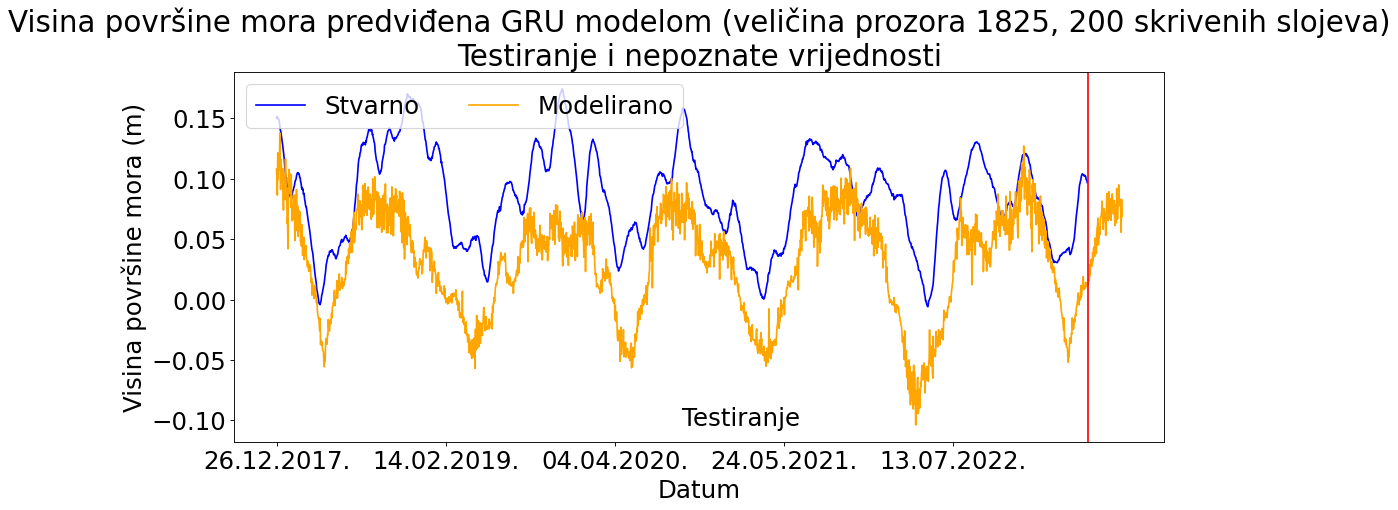 Visina površine mora predviđena GRU modelom (veličina prozora 1825, 200 skrivenih slojeva)
Testiranje i nepoznate vrijednosti
Stvarno Modelirano
Visina površine mora (m)
0.15
0.10
0.05
0.00
−0.05
−0.10
Testiranje
26.12.2017. 14.02.2019. 04.04.2020. 24.05.2021. 13.07.2022.
Datum